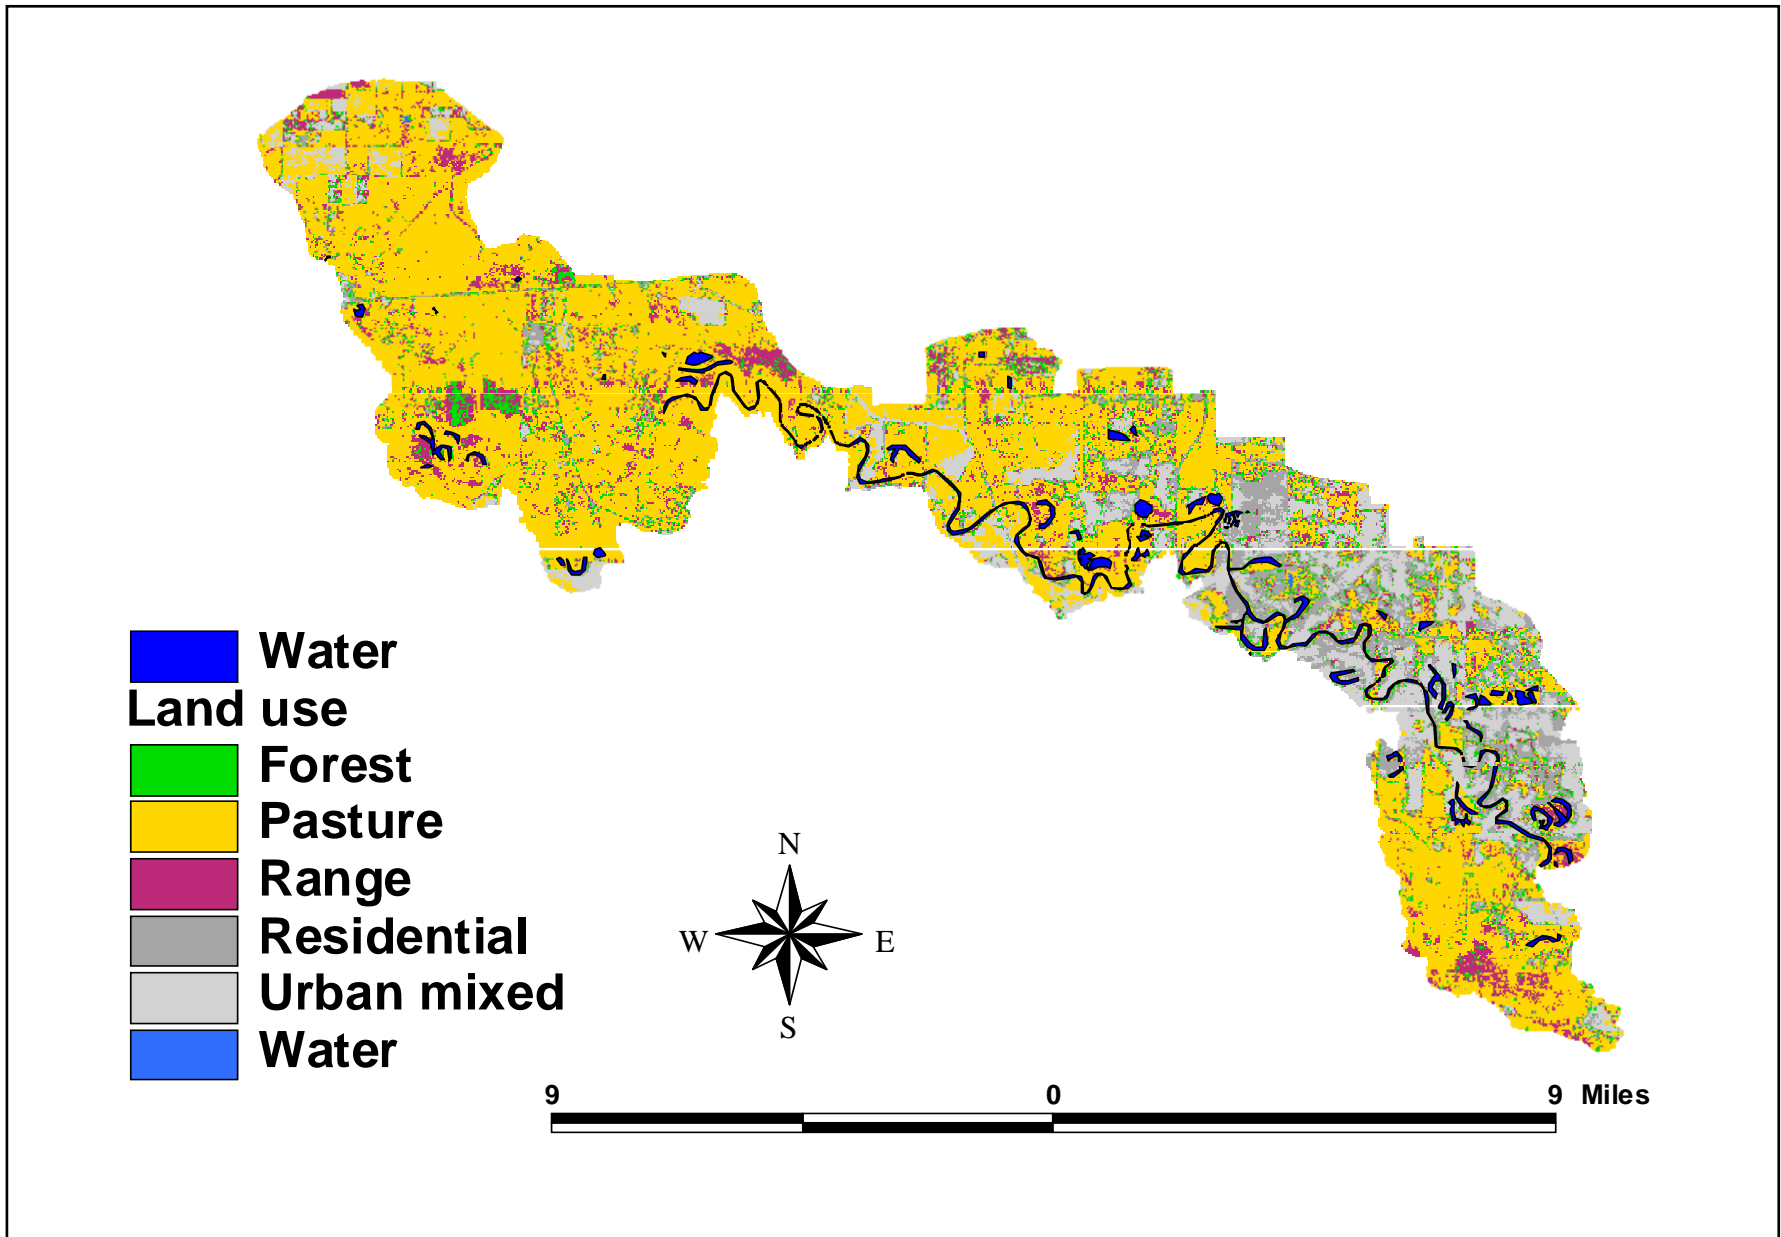 Water
Land use
Forest
Pasture
Range
Residential
Urban mixed
Water
N
W E
S
9 0 9 Miles